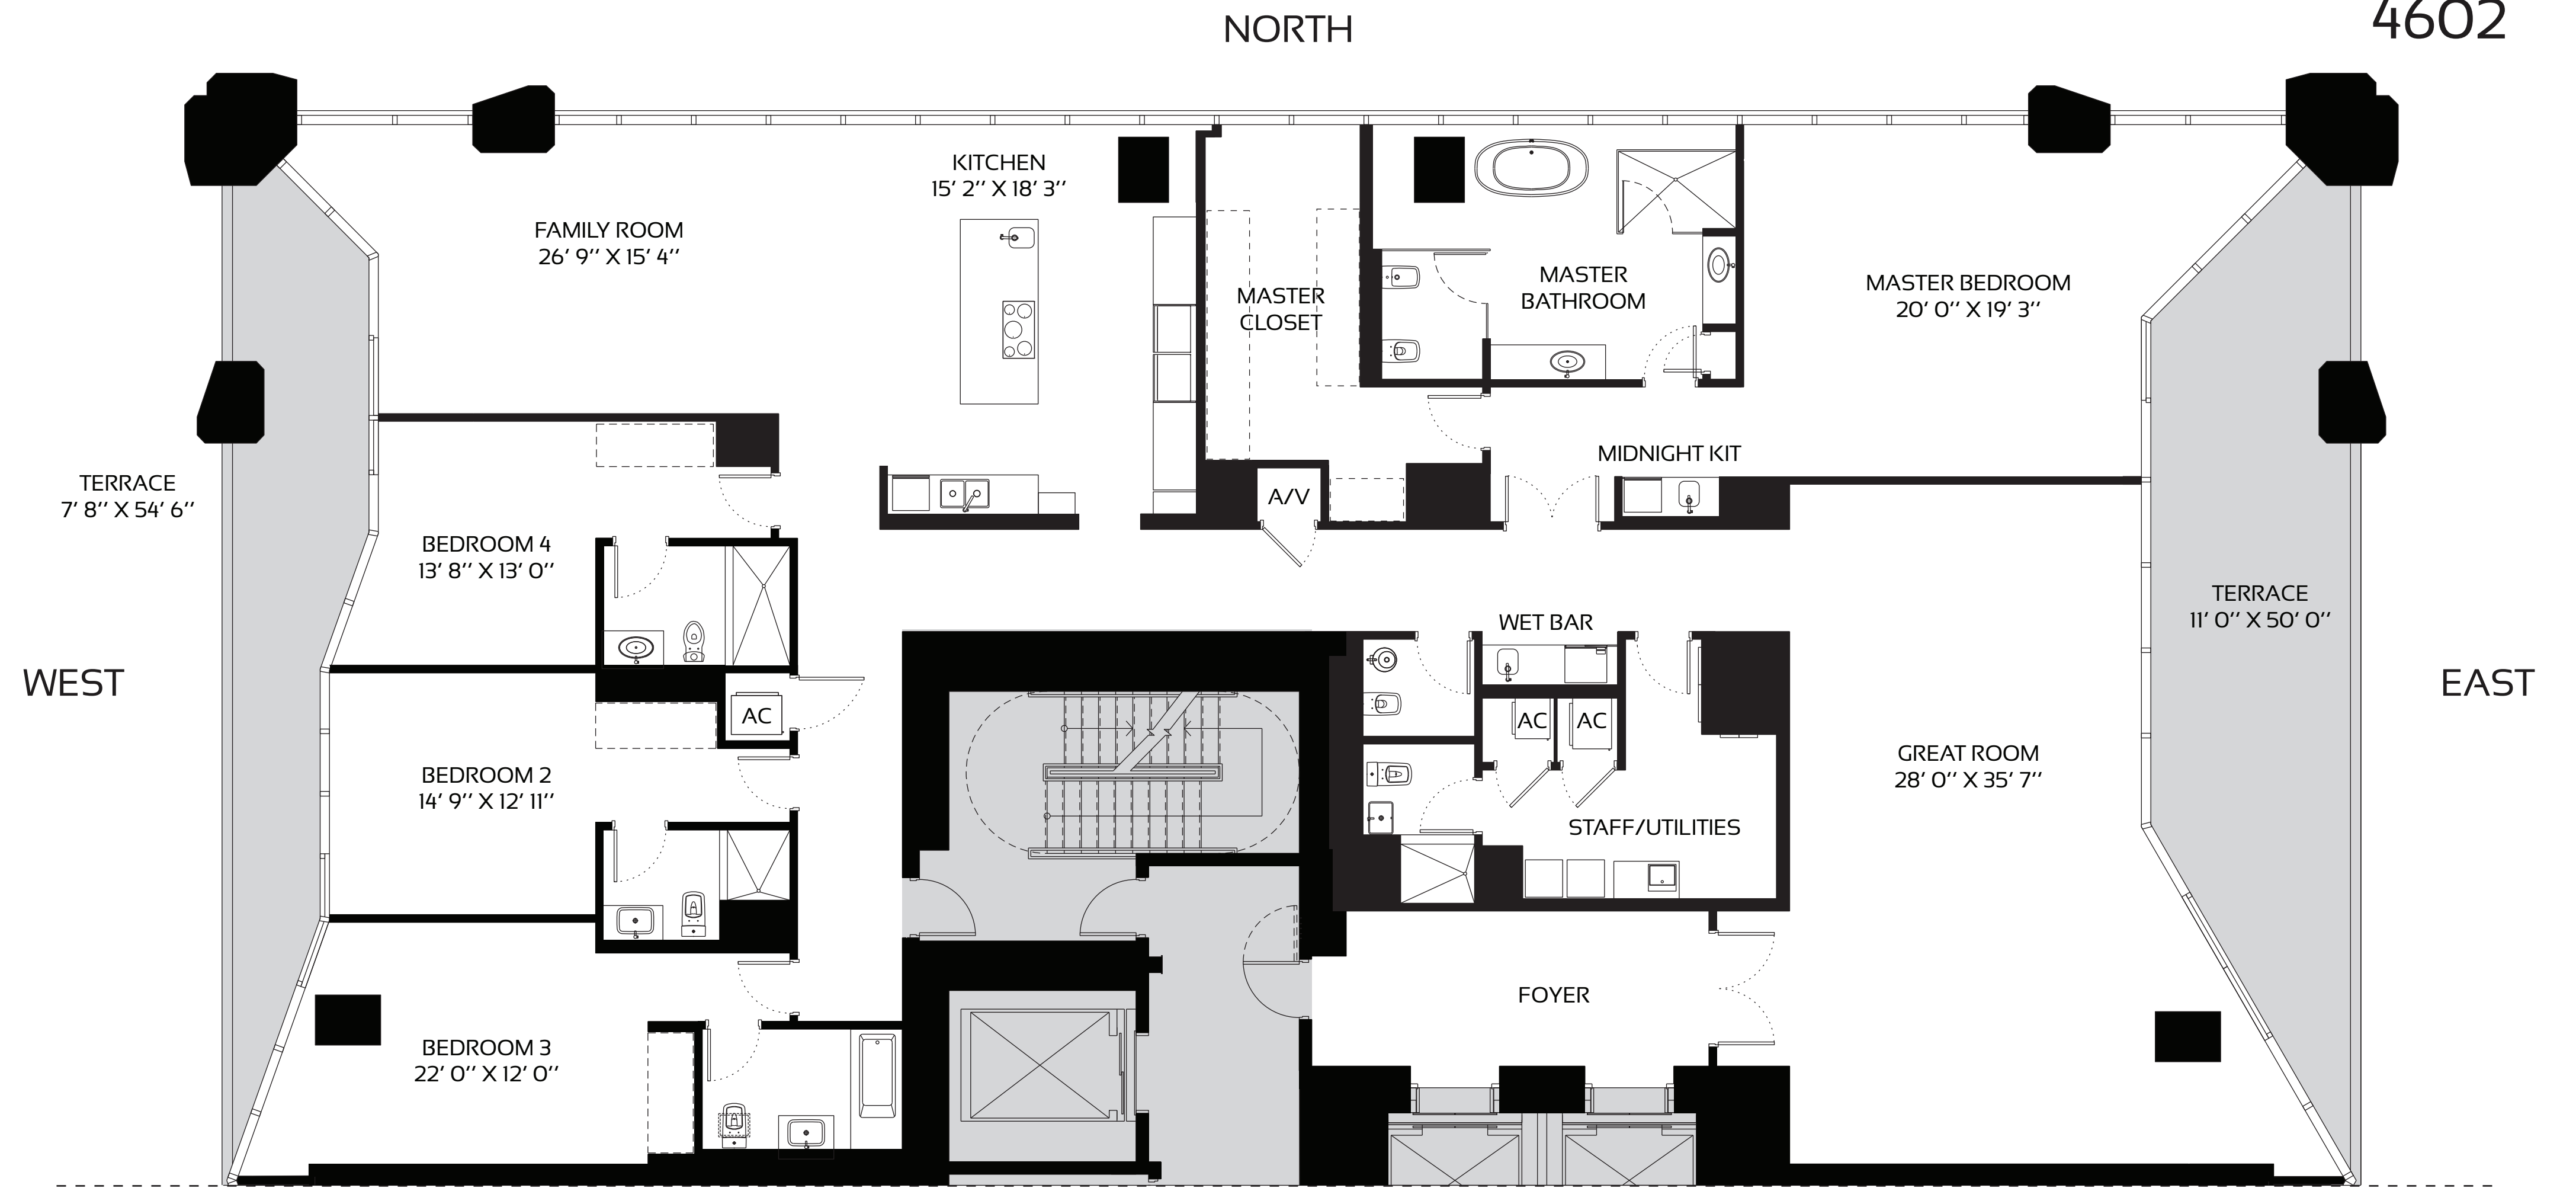 NORTH
4602
KITCHEN
15’ 2’’ X 18’ 3’’
FAMILY ROOM
26’ 9’’ X 15’ 4’’
MASTER
CLOSET
MASTER
BATHROOM
MASTER BEDROOM
20’ 0’’ X 19’ 3’’
MIDNIGHT KIT
A/V
TERRACE
7’ 8’’ X 54’ 6’’
BEDROOM 4
13’ 8’’ X 13’ 0’’
TERRACE
11’ 0’’ X 50’ 0’’
WET BAR
WEST
EAST
AC
AC
AC
BEDROOM 2
14’ 9’’ X 12’ 11’’
GREAT ROOM
28’ 0’’ X 35’ 7’’
STAFF/UTILITIES
FOYER
BEDROOM 3
22’ 0’’ X 12’ 0’’